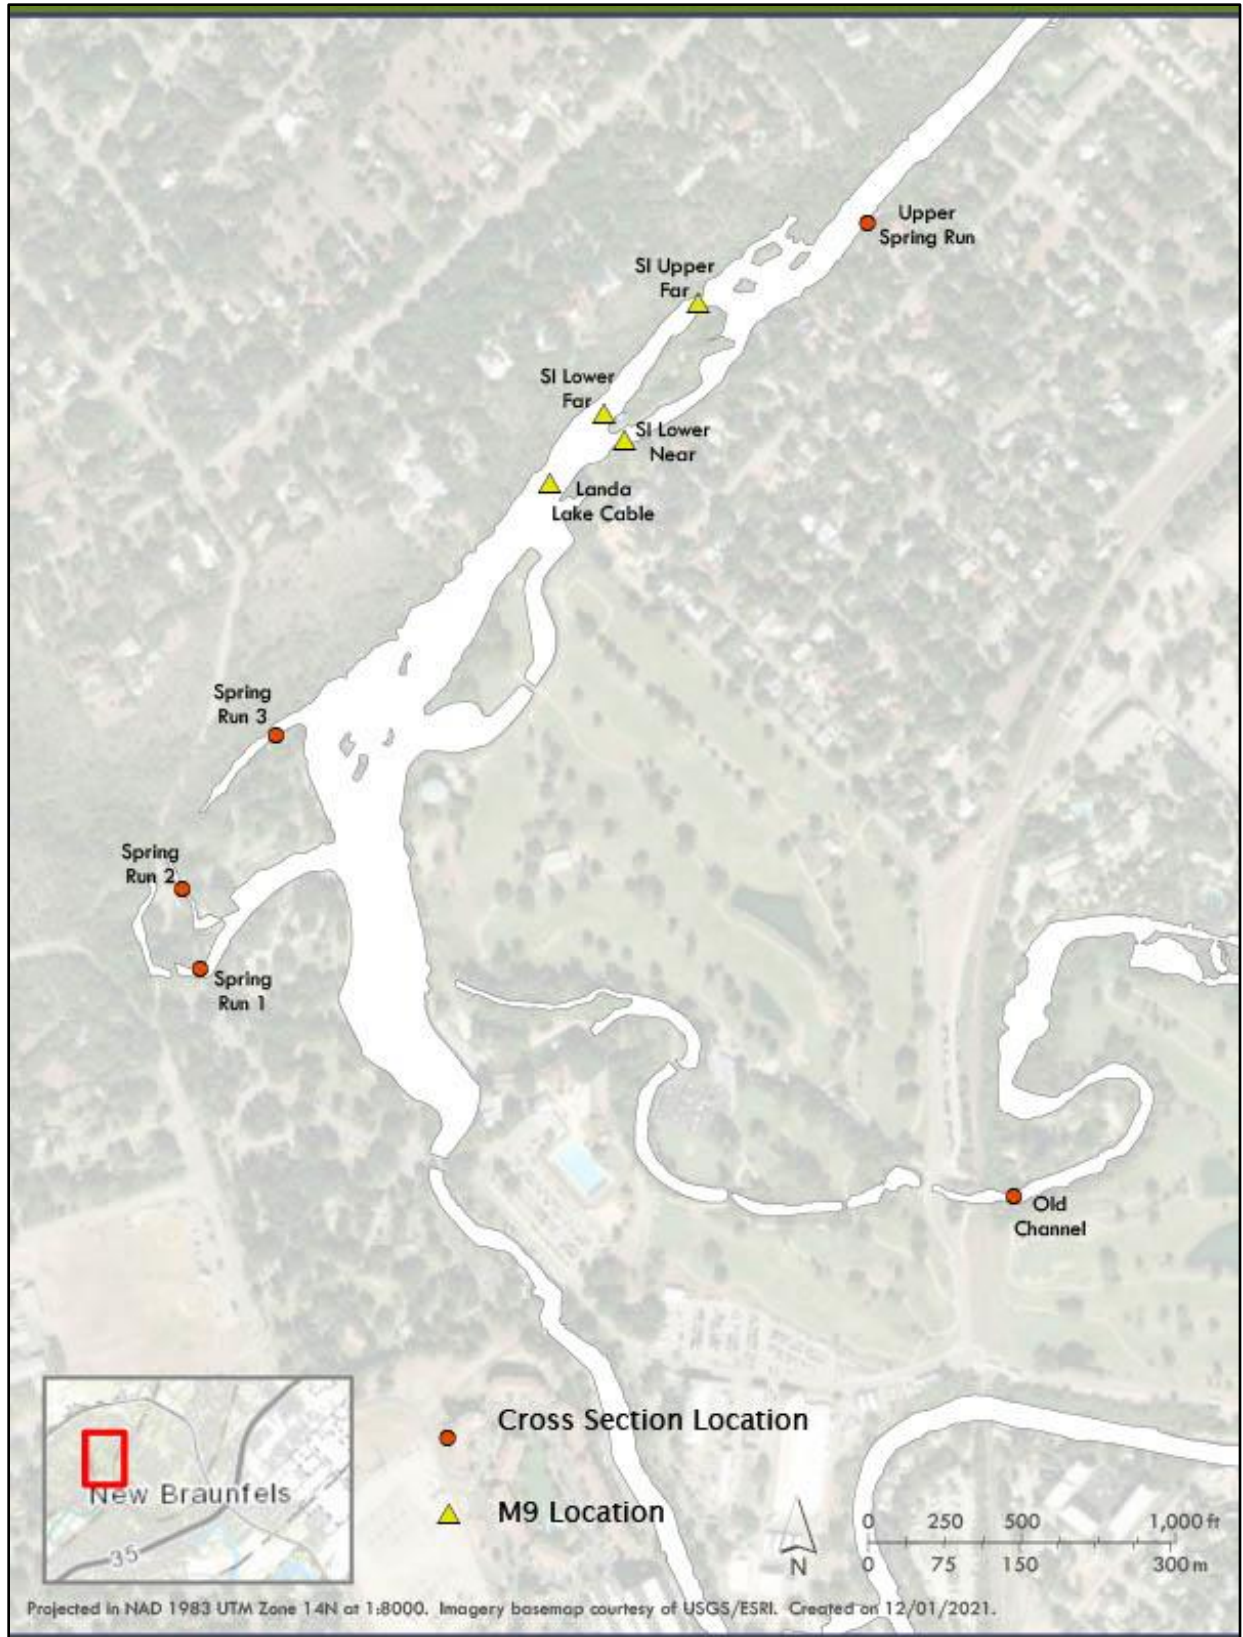 Upper
Spring Run
SI Upper
Far
SI Lower
Far
SI Lower
Near
Landa
Lake Cable
Spring
Run 3
Spring
Run 2
Spring
Run 1
Old
Channel
New Braunfels
35
Cross Section Location
M9 Location
N
0 250 500 1,000 ft
0 75 150 300 m
Projected in NAD 1983 UTM Zone 14N at 1:8000. Imagery basemap courtesy of USGS/ESRI. Created on 12/01/2021.